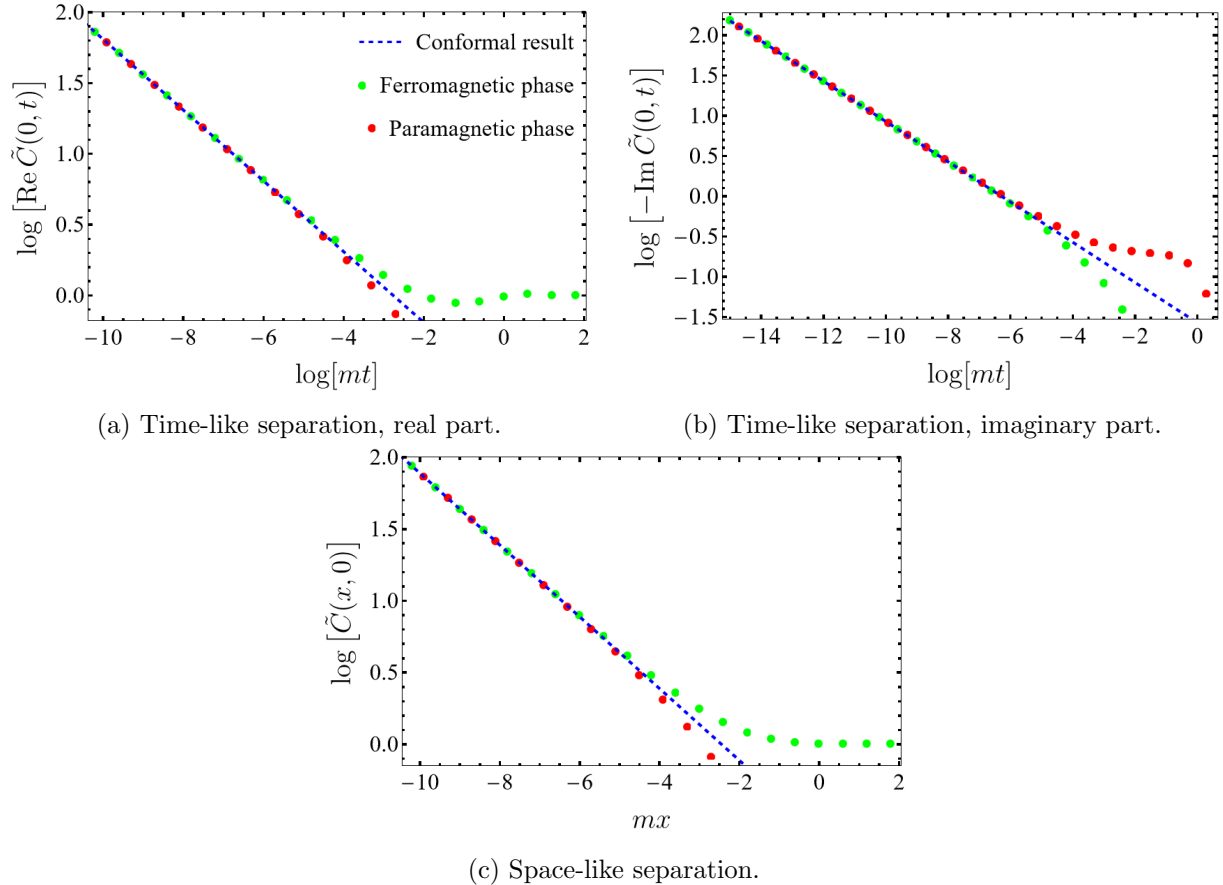 2.0
1.5
1.0
0.5
0.0
log [Re C̃(0, t)]
Conformal result
Ferromagnetic phase
Paramagnetic phase
−10 −8 −6 −4 −2 0 2
log[mt]
(a) Time-like separation, real part.
2.0
1.5
1.0
0.5
0.0
−0.5
−1.0
−1.5
log [−Im C̃(0, t)]
−14 −12 −10 −8 −6 −4 −2 0
log[mt]
(b) Time-like separation, imaginary part.
2.0
1.5
1.0
0.5
0.0
log [C̃(x, 0)]
−10 −8 −6 −4 −2 0 2
mx
(c) Space-like separation.